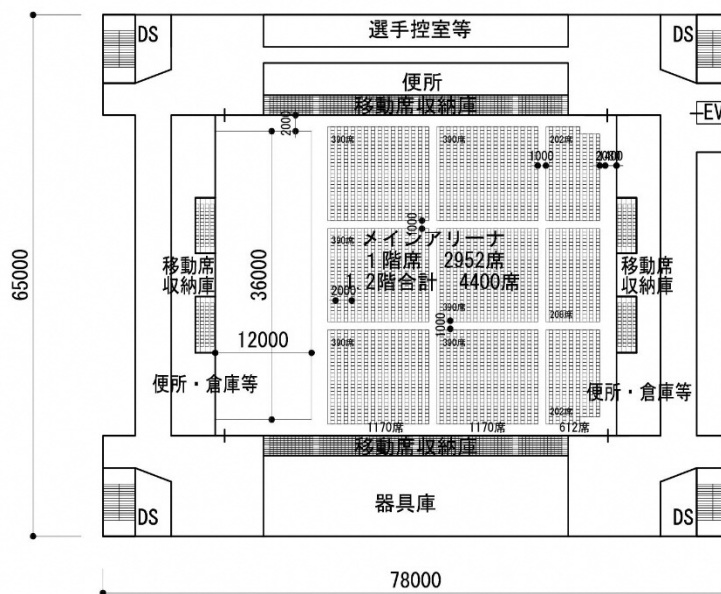 選手控室等
DS
DS
便所
移動席収納庫
EV
2000
390席
390席
202席
1000
1000
390席
メインアリーナ
1階席 2952席
1、2階合計 4400席
移動席
収納庫
移動席
収納庫
65000
36000
2000
390席
208席
1000
12000
390席
390席
202席
便所・倉庫等
便所・倉庫等
1170席
1170席
612席
移動席収納庫
器具庫
DS
DS
78000